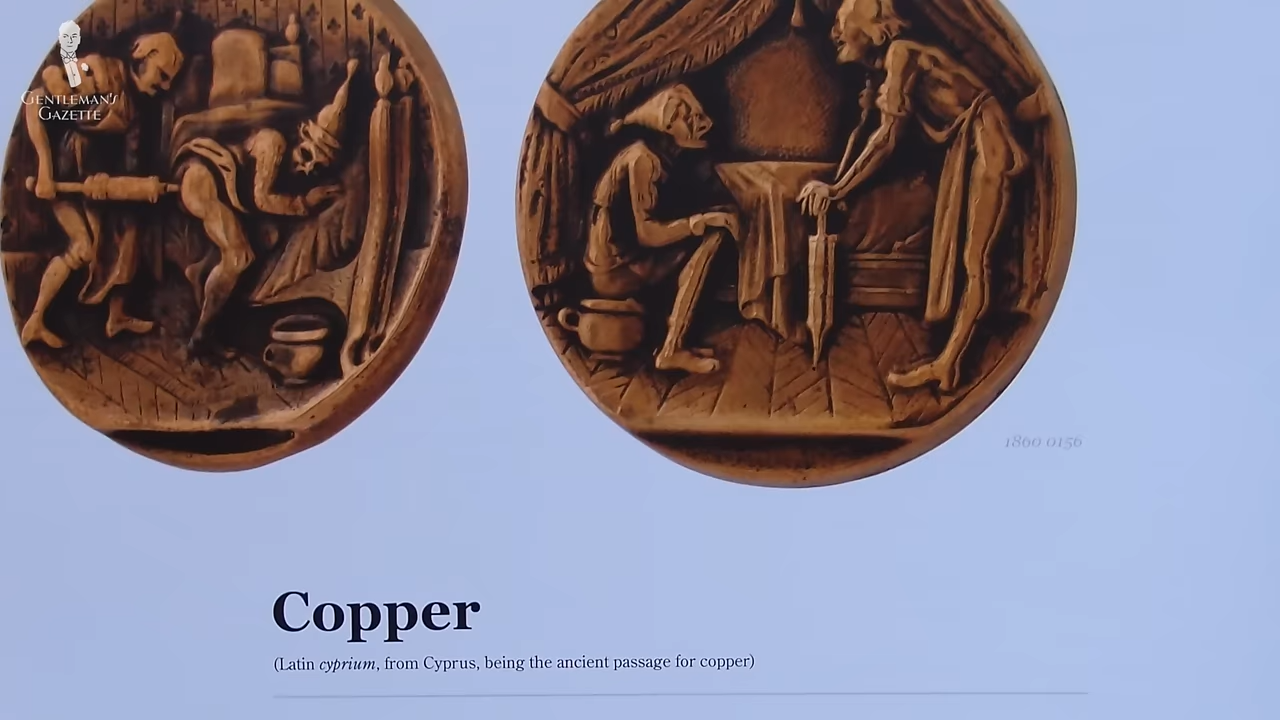 GENTLEMAN'S
GAZETTE
1860 0156
Copper
(Latin cyprium, from Cyprus, being the ancient passage for copper)